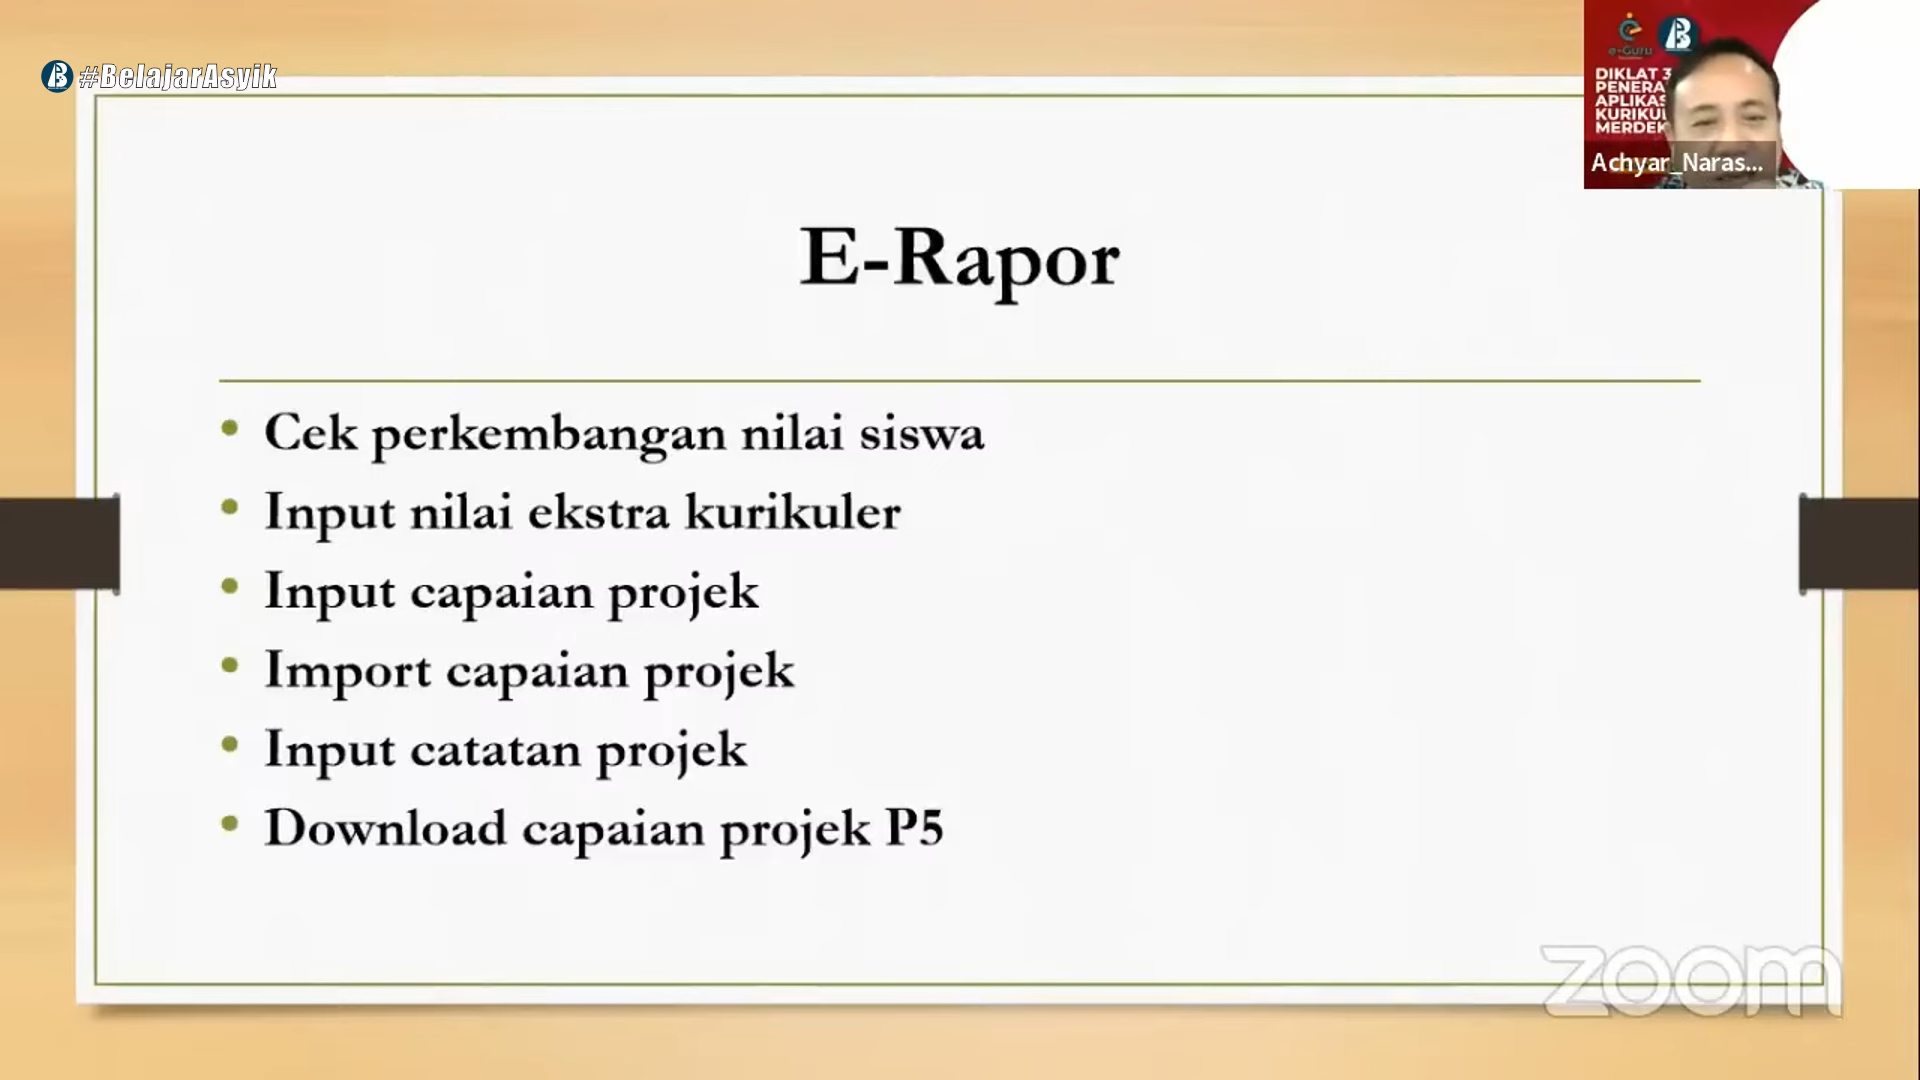 #BelajarAsyik
e-Guru
DIKLAT 3
PENERA
APLIKAS
KURIKUL
MERDEK
Achyar_Naras...
E-Rapor
Cek perkembangan nilai siswa
Input nilai ekstra kurikuler
Input capaian projek
Import capaian projek
Input catatan projek
Download capaian projek P5
zoom